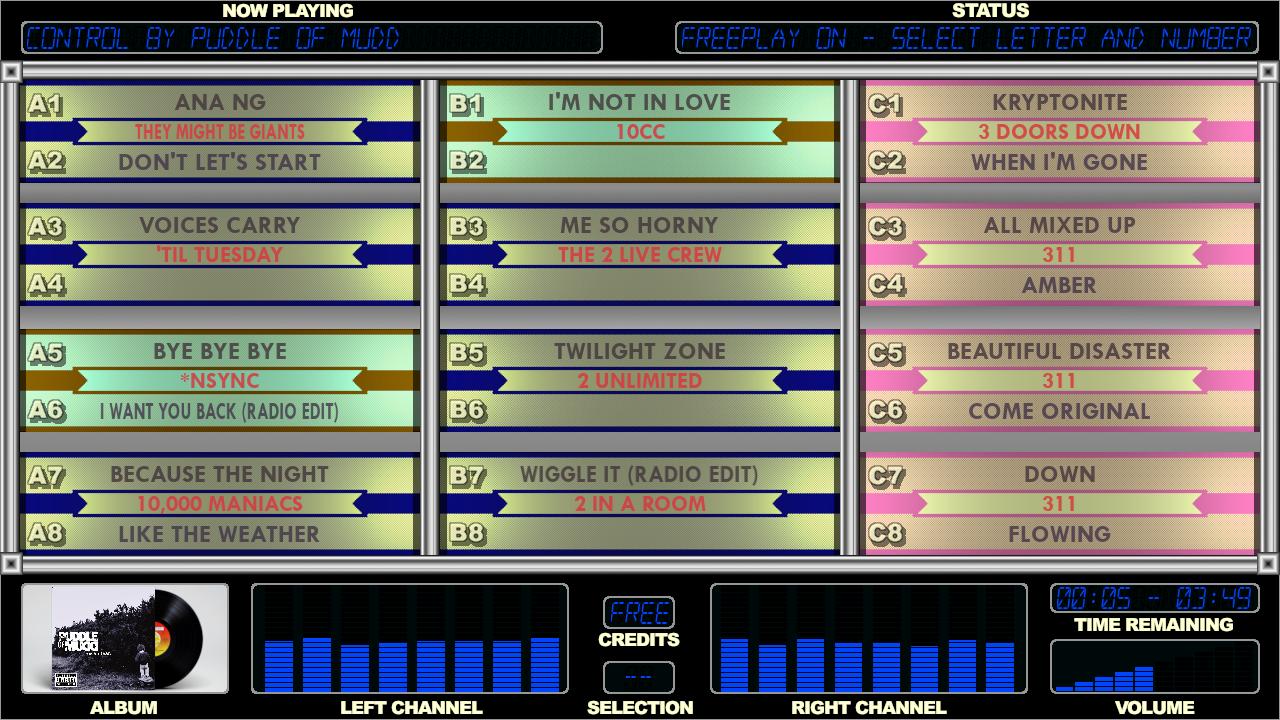 NOW PLAYING
STATUS
CONTROL BY PUDDLE OF MUDD
FREEPLAY ON - SELECT LETTER AND NUMBER
A1 ANA NG
THEY MIGHT BE GIANTS
A2 DON'T LET'S START
B1 I'M NOT IN LOVE
10CC
B2
C1 KRYPTONITE
3 DOORS DOWN
C2 WHEN I'M GONE
A3 VOICES CARRY
'TIL TUESDAY
A4
B3 ME SO HORNY
THE 2 LIVE CREW
B4
C3 ALL MIXED UP
311
C4 AMBER
A5 BYE BYE BYE
*NSYNC
A6 I WANT YOU BACK (RADIO EDIT)
B5 TWILIGHT ZONE
2 UNLIMITED
B6
C5 BEAUTIFUL DISASTER
311
C6 COME ORIGINAL
A7 BECAUSE THE NIGHT
10,000 MANIACS
A8 LIKE THE WEATHER
B7 WIGGLE IT (RADIO EDIT)
2 IN A ROOM
B8
C7 DOWN
311
C8 FLOWING
PUDDLE
OF
MUDD
ALBUM
LEFT CHANNEL
FREE
CREDITS
-- --
SELECTION
RIGHT CHANNEL
00:05 - 03:49
TIME REMAINING
VOLUME